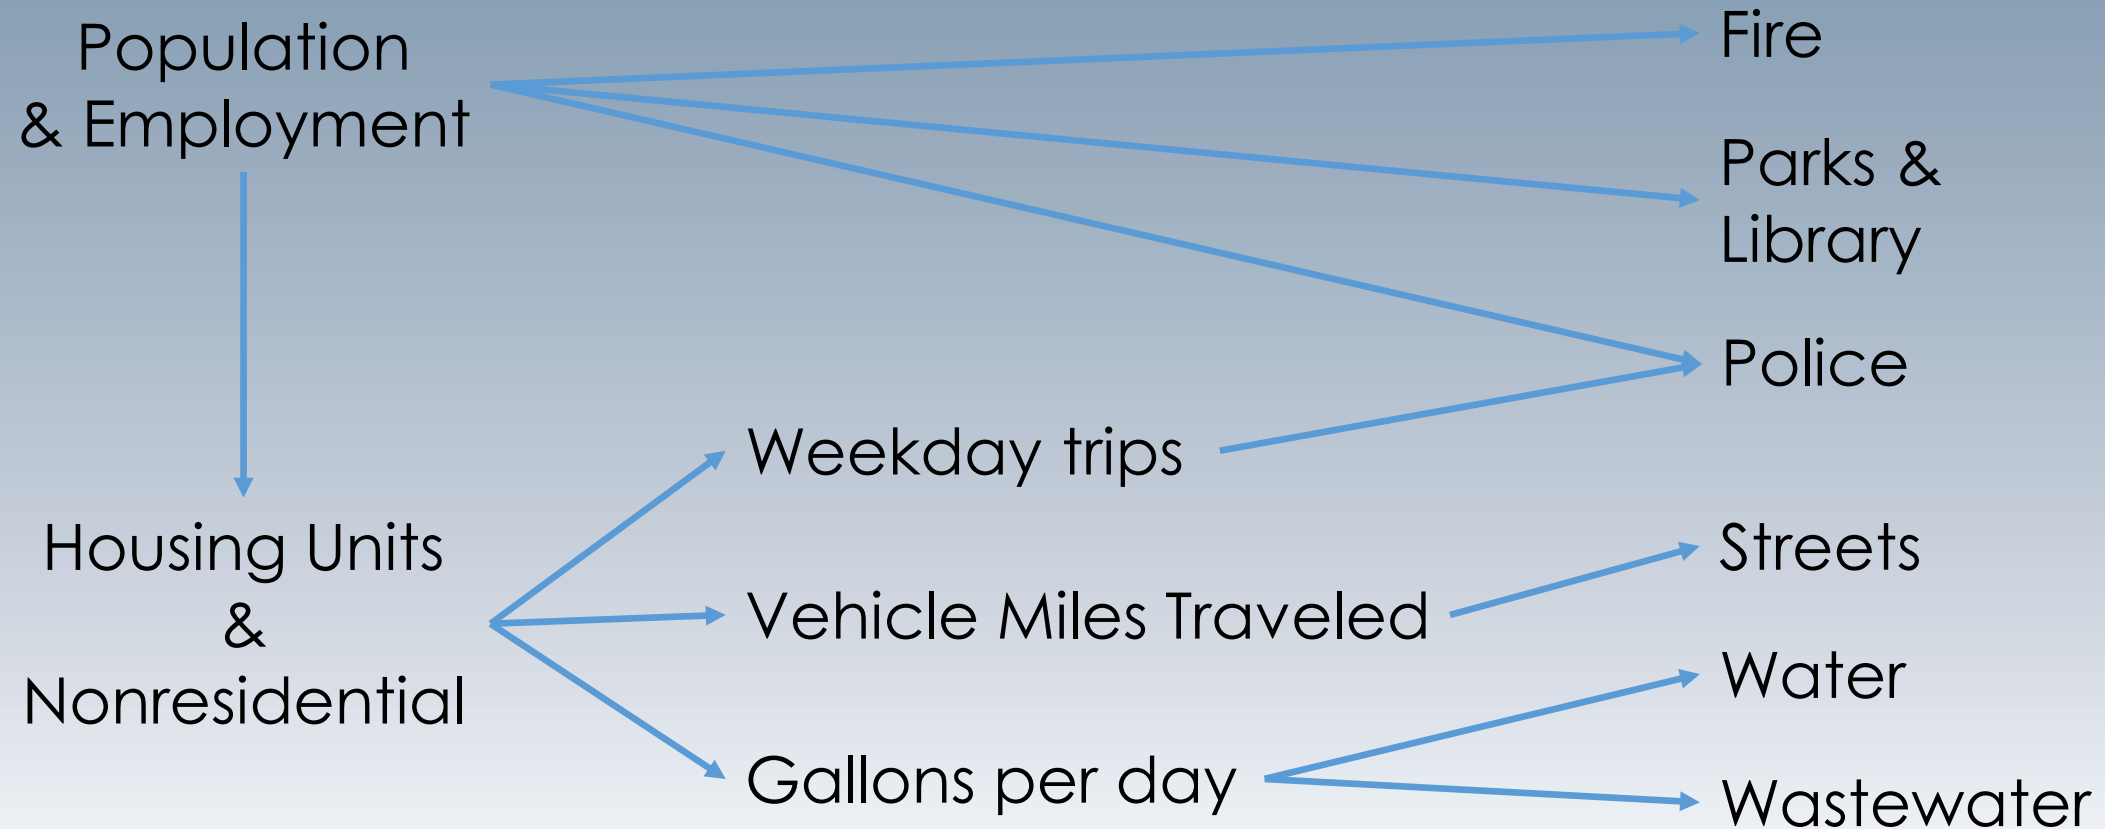 Population
& Employment
Housing Units
&
Nonresidential
Weekday trips
Vehicle Miles Traveled
Gallons per day
Fire
Parks &
Library
Police
Streets
Water
Wastewater